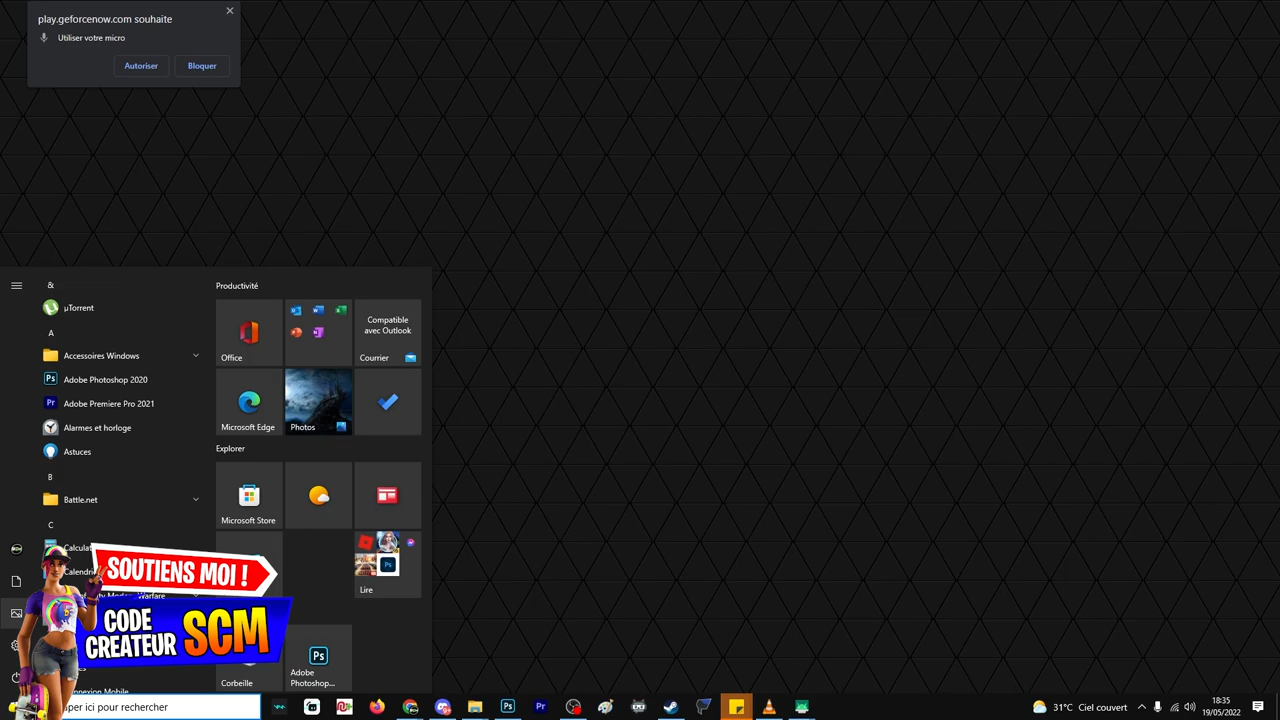 play.geforcenow.com souhaite
Utiliser votre micro
Autoriser
Bloquer
&
µTorrent
A
Accessoires Windows
Adobe Photoshop 2020
Adobe Premiere Pro 2021
Alarmes et horloge
Astuces
B
Battle.net
C
Productivité
Office
Compatible
avec Outlook
Courrier
Microsoft Edge
Photos
Explorer
Microsoft Store
Lire
Corbeille
Adobe
Photoshop...
SOUTIENS MOI !
CODE
CREATEUR SCM
ici pour rechercher
31°C Ciel couvert
18:35
19/05/2022